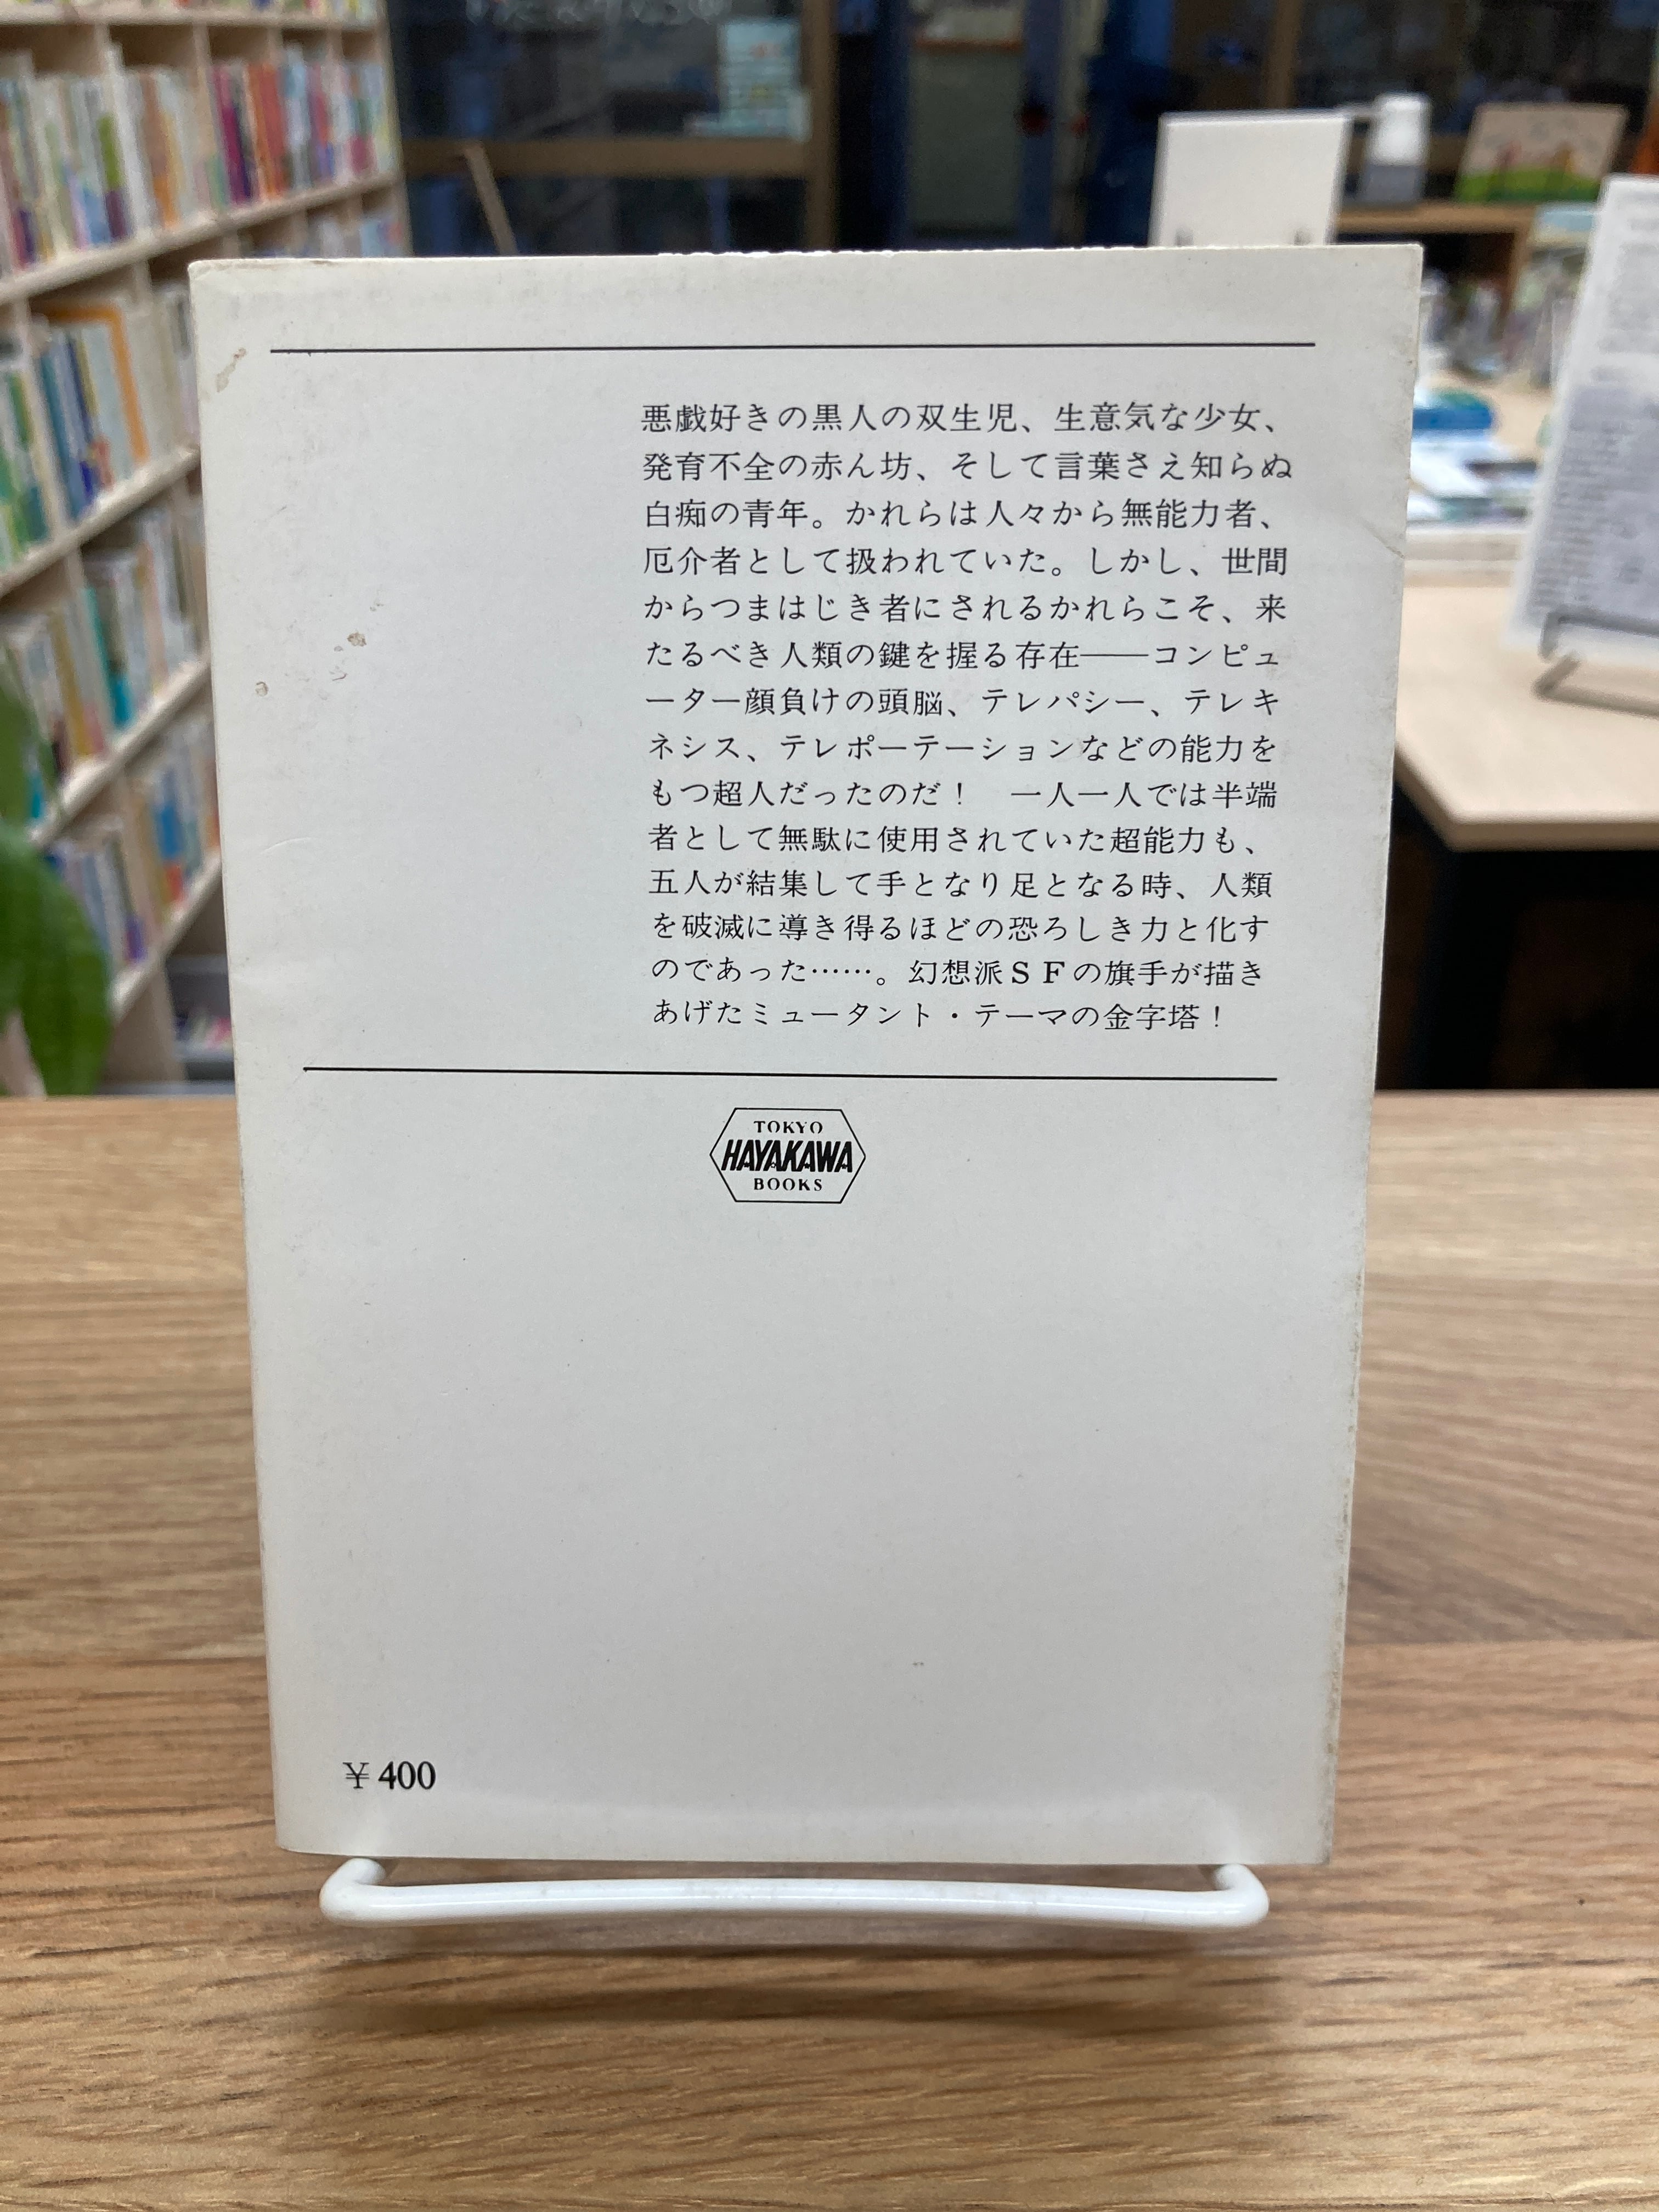 悪戯好きの黒人の双生児、生意気な少女、
発育不全の赤ん坊、そして言葉さえ知らぬ
白痴の青年。かれらは人々から無能力者、
厄介者として扱われていた。しかし、世間
からつまはじき者にされるかれらこそ、来
たるべき人類の鍵を握る存在——コンピュ
ーター顔負けの頭脳、テレパシー、テレキ
ネシス、テレポーテーションなどの能力を
もつ超人だったのだ！　一人一人では半端
者として無駄に使用されていた超能力も、
五人が結集して手となり足となる時、人類
を破滅に導き得るほどの恐ろしき力と化す
のであった……。幻想派ＳＦの旗手が描き
あげたミュータント・テーマの金字塔！
TOKYO
HAYAKAWA
BOOKS
¥400